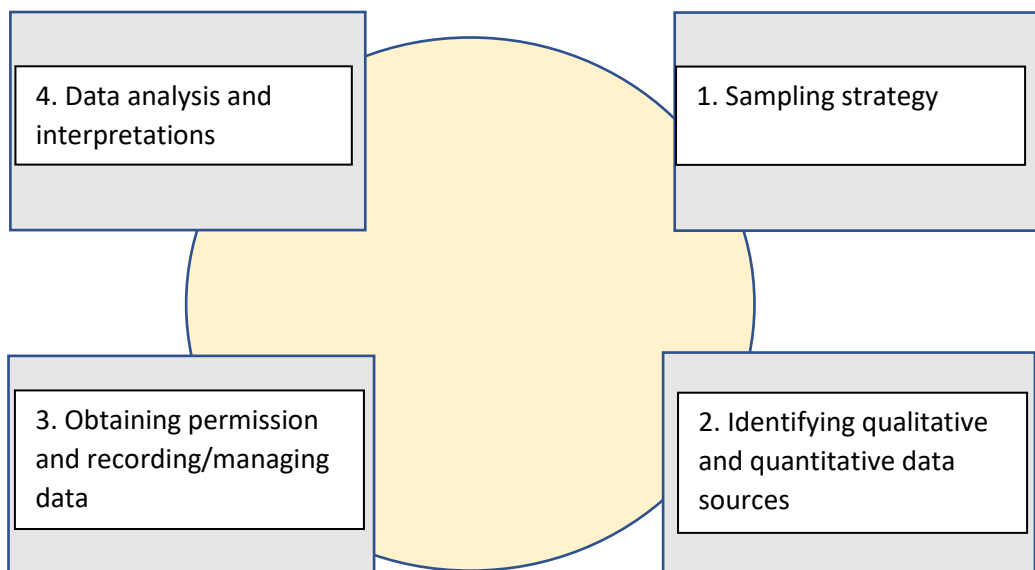 4. Data analysis and
interpretations
1. Sampling strategy
3. Obtaining permission
and recording/managing
data
2. Identifying qualitative
and quantitative data
sources